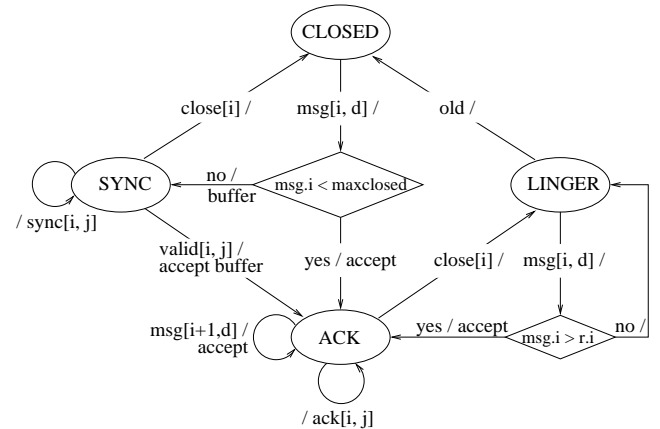 CLOSED
close[i] /
msg[i, d] /
old /
SYNC
no /
buffer
msg.i < maxclosed
LINGER
/ sync[i, j]
valid[i, j] /
accept buffer
yes / accept
close[i] /
msg[i, d] /
msg[i+1,d] /
accept
ACK
yes / accept
msg.i > r.i
no /
/ ack[i, j]